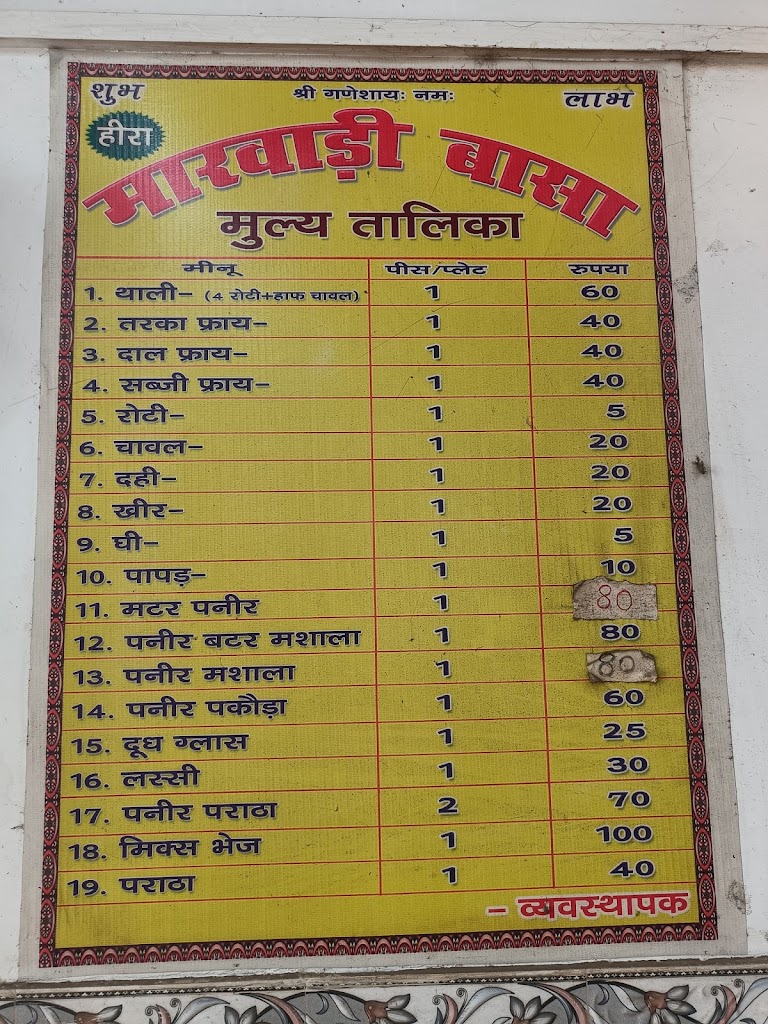 शुभ श्री गणेशायः नमः लाभ
हीरा
मारवाड़ी बासा
मुल्य तालिका
मीनू पीस/प्लेट रुपया
1. थाली- (4 रोटी+हाफ चावल) 1 60
2. तरका फ्राय- 1 40
3. दाल फ्राय- 1 40
4. सब्जी फ्राय- 1 40
5. रोटी- 1 5
6. चावल- 1 20
7. दही- 1 20
8. खीर- 1 20
9. घी- 1 5
10. पापड़- 1 10
11. मटर पनीर 1 80
12. पनीर बटर मशाला 1 80
13. पनीर मशाला 1 80
14. पनीर पकौड़ा 1 60
15. दूध ग्लास 1 25
16. लस्सी 1 30
17. पनीर पराठा 2 70
18. मिक्स भेज 1 100
19. पराठा 1 40
- व्यवस्थापक